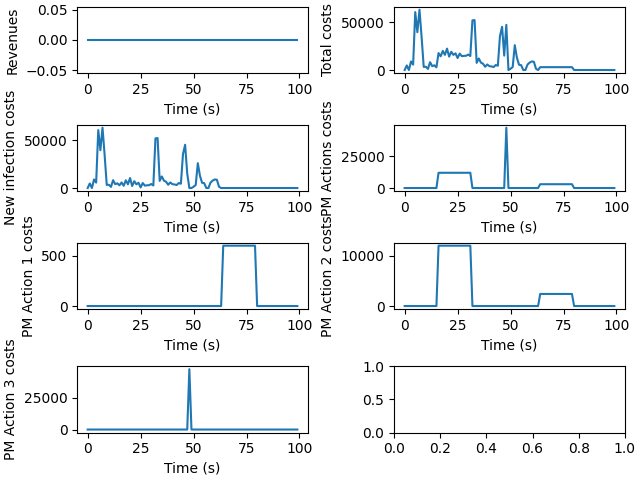 Revenues
0.05
0.00
−0.05
0 25 50 75 100
Time (s)
Total costs
50000
0
0 25 50 75 100
Time (s)
New infection costs
50000
0
0 25 50 75 100
Time (s)
PM Actions costs
25000
0
0 25 50 75 100
Time (s)
PM Action 1 costs
500
0
0 25 50 75 100
Time (s)
PM Action 2 costs
10000
0
0 25 50 75 100
Time (s)
PM Action 3 costs
25000
0
0 25 50 75 100
Time (s)
1.0
0.5
0.0
0.0 0.2 0.4 0.6 0.8 1.0